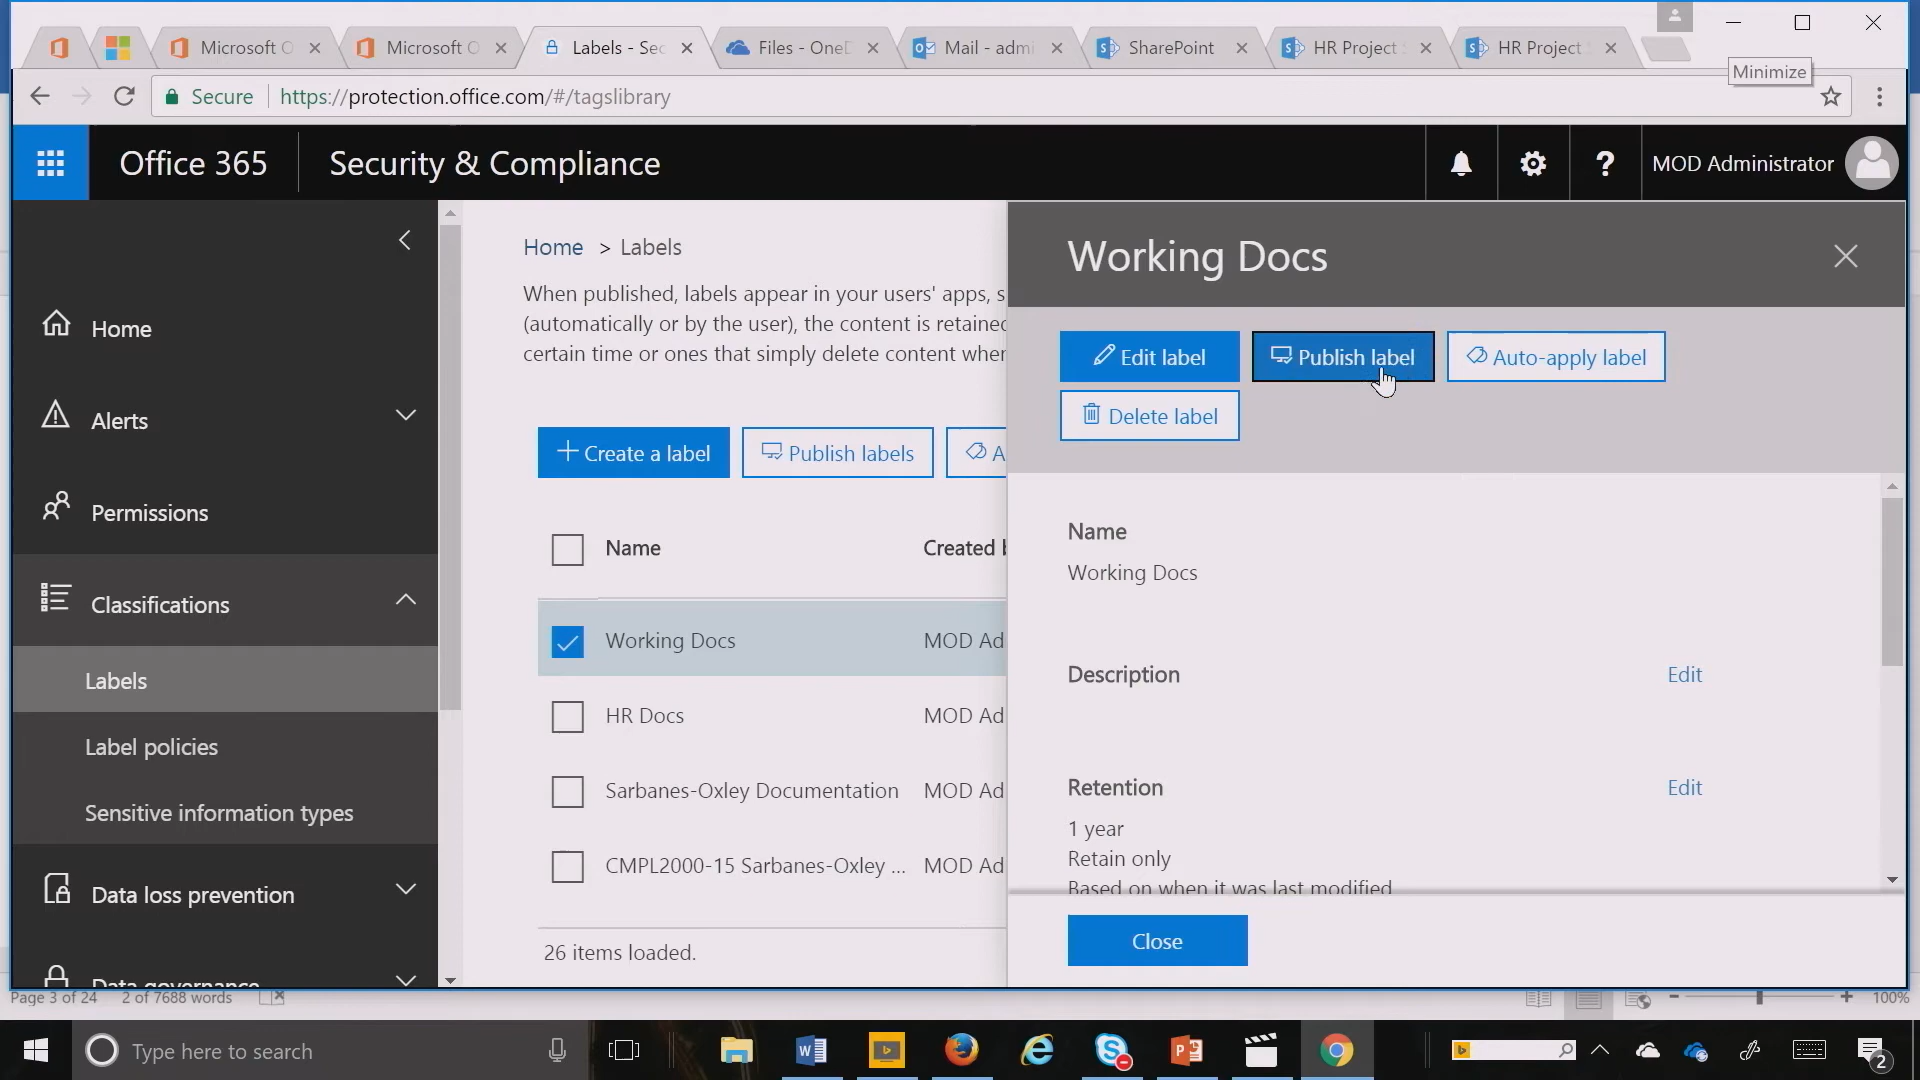 Microsoft O
Microsoft O
Labels - Sec
Files - OneD
Mail - admi
SharePoint
HR Project S
HR Project
Minimize
Secure
https://protection.office.com/#/tagslibrary
Office 365
Security & Compliance
?
MOD Administrator
Home
Alerts
Permissions
Classifications
Labels
Label policies
Sensitive information types
Data loss prevention
Data governance
Home > Labels
When published, labels appear in your users' apps, s
(automatically or by the user), the content is retained
certain time or ones that simply delete content when
Create a label
Publish labels
A
Name
Created b
Working Docs
MOD Ad
HR Docs
MOD Ad
Sarbanes-Oxley Documentation
MOD Ad
CMPL2000-15 Sarbanes-Oxley ...
MOD Ad
26 items loaded.
Working Docs
Edit label
Publish label
Auto-apply label
Delete label
Name
Working Docs
Description
Edit
Retention
Edit
1 year
Retain only
Based on when it was last modified
Close
Page 3 of 24
2 of 7688 words
100%
Type here to search
2